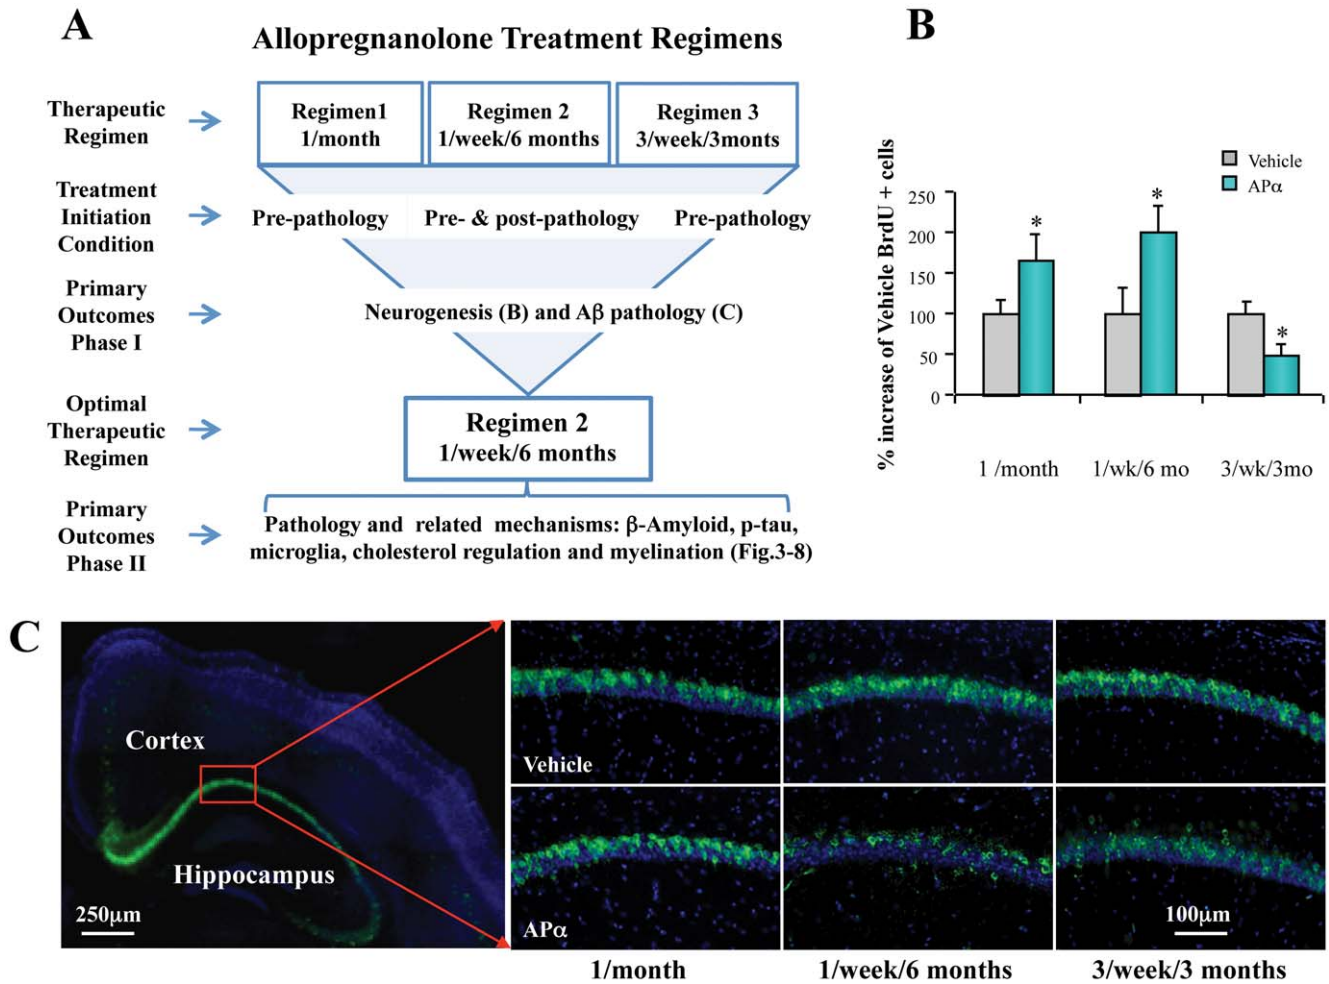 A
Allopregnanolone Treatment Regimens
Therapeutic
Regimen
Regimen1
1/month
Regimen 2
1/week/6 months
Regimen 3
3/week/3monts
Treatment
Initiation
Condition
Pre-pathology
Pre- & post-pathology
Pre-pathology
Primary
Outcomes
Phase I
Neurogenesis (B) and Aβ pathology (C)
Optimal
Therapeutic
Regimen
Regimen 2
1/week/6 months
Primary
Outcomes
Phase II
Pathology and related mechanisms: β-Amyloid, p-tau,
microglia, cholesterol regulation and myelination (Fig.3-8)
B
% increase of Vehicle BrdU + cells
Vehicle
APα
250
200
150
100
50
0
*
*
*
1 /month
1/wk/6 mo
3/wk/3mo
C
Cortex
Hippocampus
250μm
Vehicle
APα
100μm
1/month
1/week/6 months
3/week/3 months